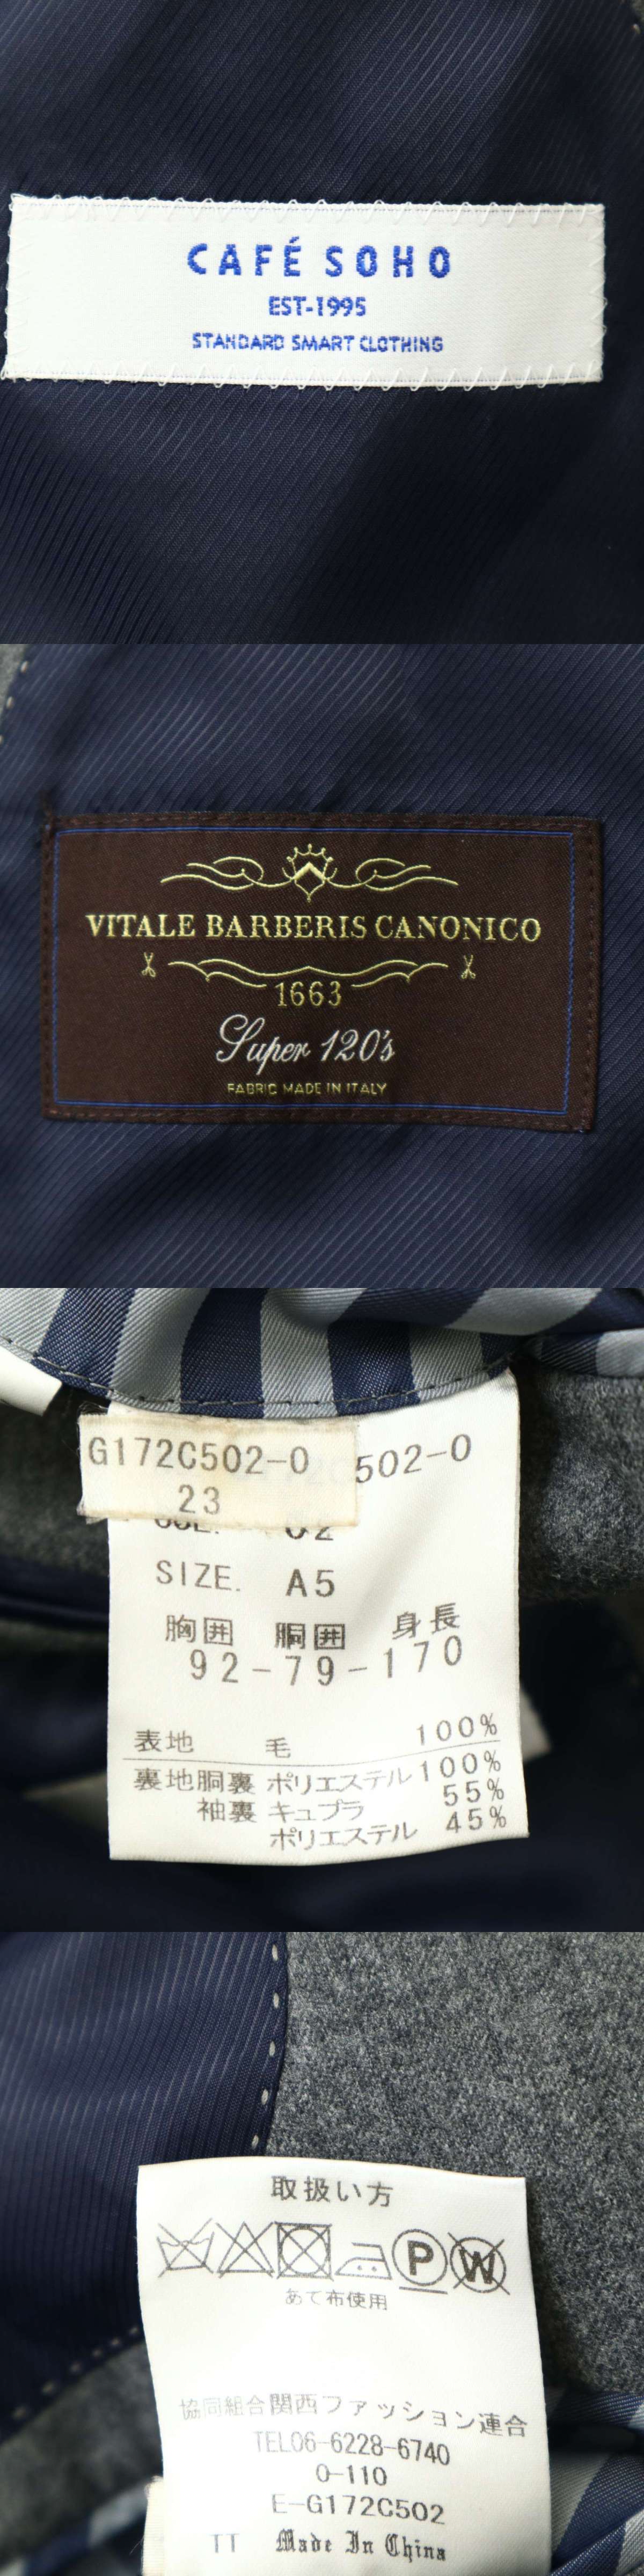 CAFÉ SOHO
EST-1995
STANDARD SMART CLOTHING
VITALE BARBERIS CANONICO
1663
Super 120's
FABRIC MADE IN ITALY
G172C502-0 502-0
23
COL. 02
SIZE. A5
胸囲 胴囲 身長
92-79-170
表地 毛 100%
裏地胴裏 ポリエステル 100%
袖裏 キュプラ 55%
ポリエステル 45%
取扱い方
P W
あて布使用
協同組合関西ファッション連合
TEL06-6228-6740
0-110
E-G172C502
TT Made In China